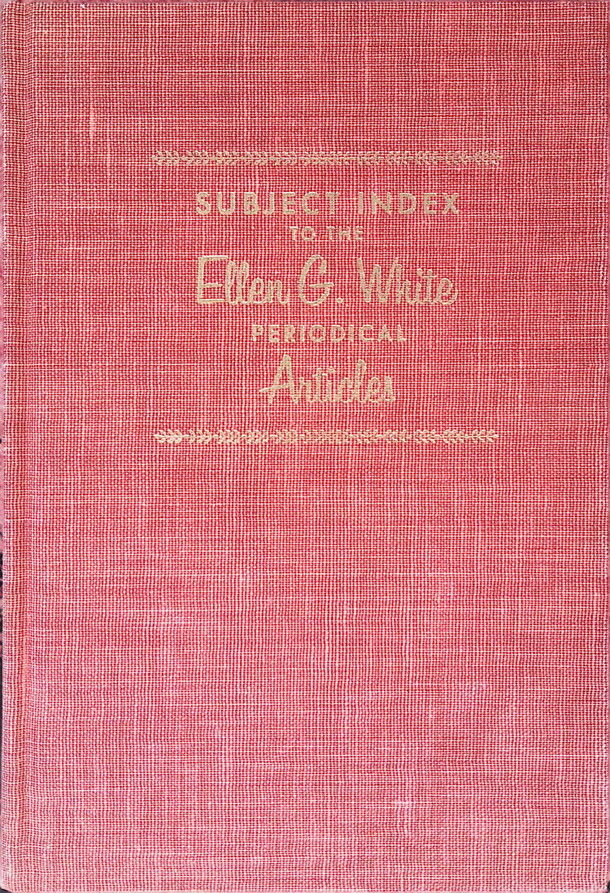 SUBJECT INDEX
TO THE
Ellen G. White
PERIODICAL
Articles